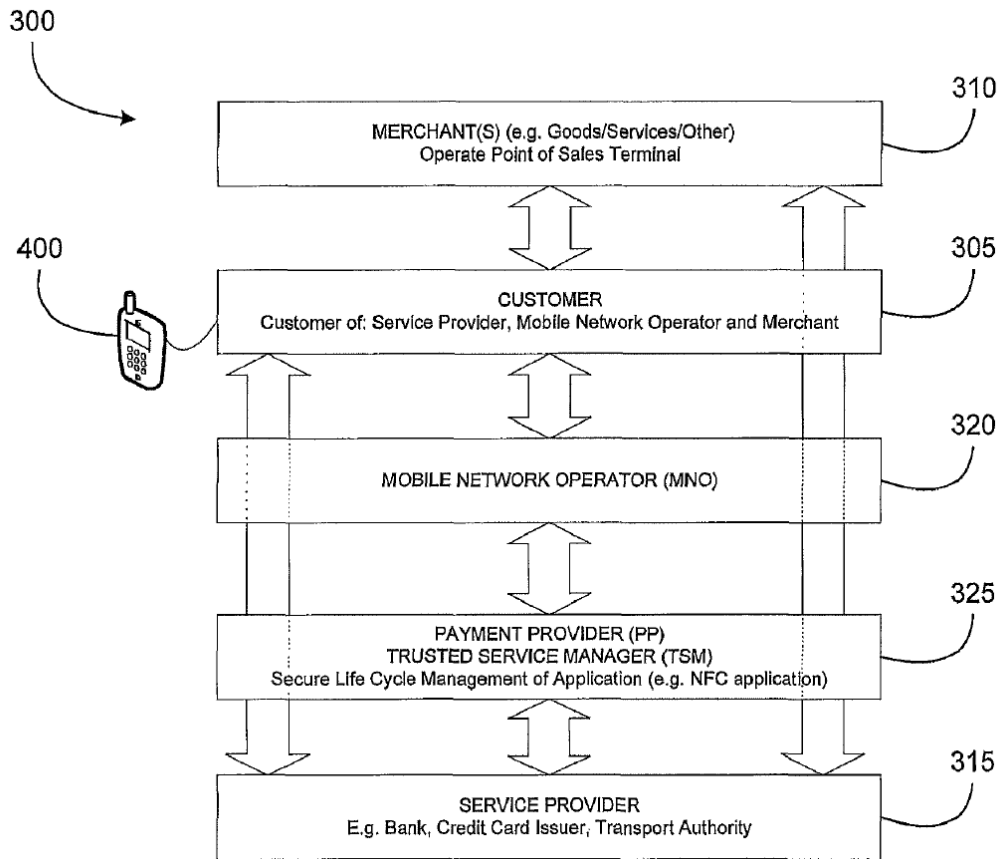 300
310
MERCHANT(S) (e.g. Goods/Services/Other)
Operate Point of Sales Terminal
400
305
CUSTOMER
Customer of: Service Provider, Mobile Network Operator and Merchant
320
MOBILE NETWORK OPERATOR (MNO)
325
PAYMENT PROVIDER (PP)
TRUSTED SERVICE MANAGER (TSM)
Secure Life Cycle Management of Application (e.g. NFC application)
315
SERVICE PROVIDER
E.g. Bank, Credit Card Issuer, Transport Authority